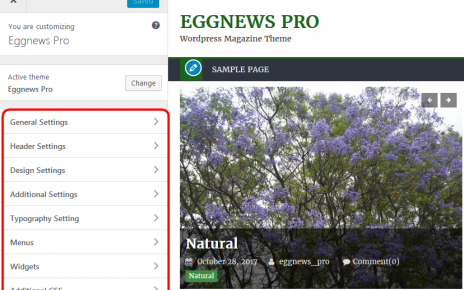 Saved
You are customizing
Eggnews Pro
Active theme
Eggnews Pro
Change
General Settings
Header Settings
Design Settings
Additional Settings
Typography Setting
Menus
Widgets
Additional CSS
EGGNEWS PRO
Wordpress Magazine Theme
SAMPLE PAGE
Natural
October 28, 2017 eggnews_pro Comment(0)
Natural